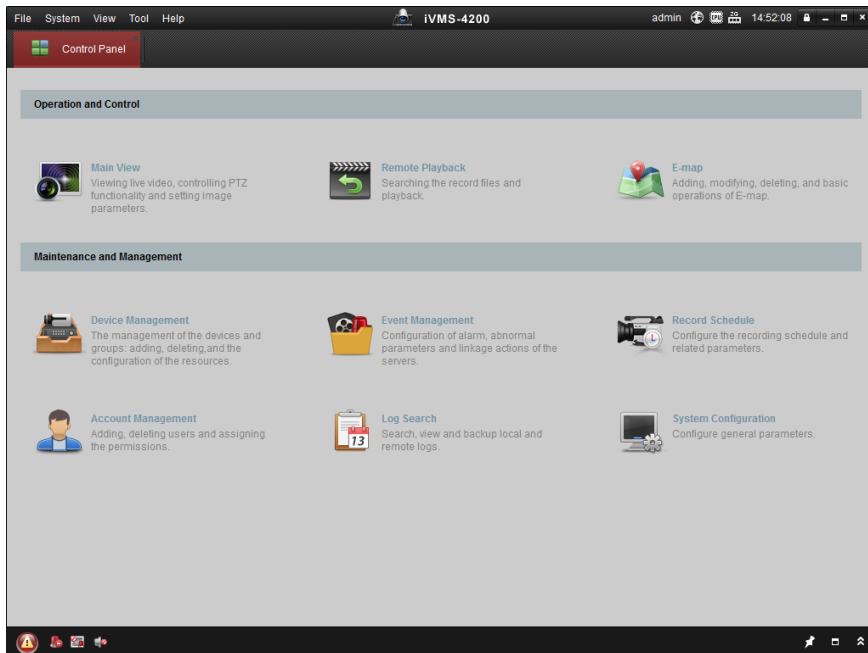 File System View Tool Help iVMS-4200 admin 14:52:08
Control Panel
Operation and Control
Main View
Viewing live video, controlling PTZ
functionality and setting image
parameters.
Remote Playback
Searching the record files and
playback.
E-map
Adding, modifying, deleting, and basic
operations of E-map.
Maintenance and Management
Device Management
The management of the devices and
groups: adding, deleting,and the
configuration of the resources.
Event Management
Configuration of alarm, abnormal
parameters and linkage actions of the
servers.
Record Schedule
Configure the recording schedule and
related parameters.
Account Management
Adding, deleting users and assigning
the permissions.
13
Log Search
Search, view and backup local and
remote logs.
System Configuration
Configure general parameters.